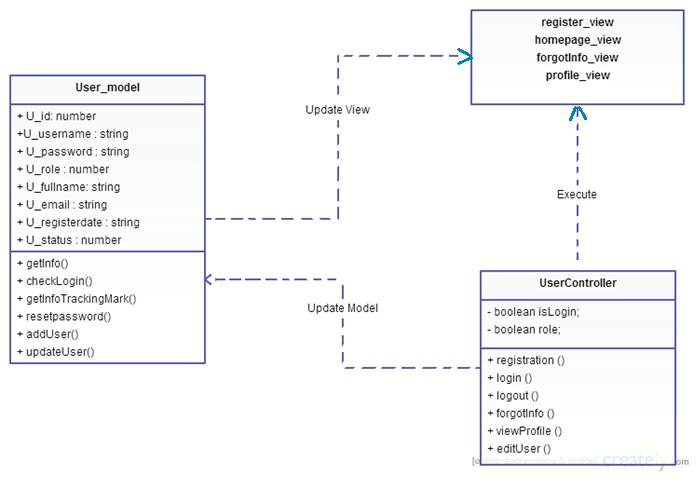 register_view
homepage_view
forgotInfo_view
profile_view
Update View
User_model
+ U_id: number
+U_username : string
+ U_password : string
+ U_role : number
+ U_fullname: string
+ U_email : string
+ U_registerdate : string
+ U_status : number
+ getInfo()
+ checkLogin()
+ getInfoTrackingMark()
+ resetpassword()
+ addUser()
+ updateUser()
Update Model
Execute
UserController
- boolean isLogin;
- boolean role;
+ registration ()
+ login ()
+ logout ()
+ forgotInfo ()
+ viewProfile ()
+ editUser ()
creately